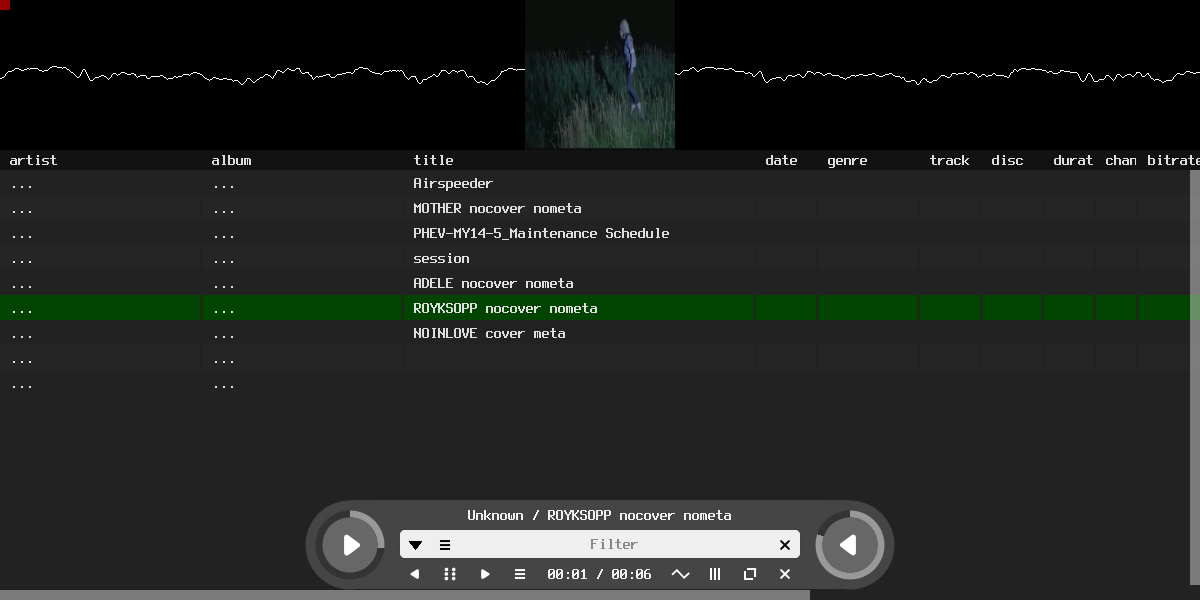 artist album title date genre track disc durat chan bitrate
... ... Airspeeder
... ... MOTHER nocover nometa
... ... PHEV-MY14-5_Maintenance Schedule
... ... session
... ... ADELE nocover nometa
... ... ROYKSOPP nocover nometa
... ... NOINLOVE cover meta
... ...
... ...
Unknown / ROYKSOPP nocover nometa
Filter
00:01 / 00:06